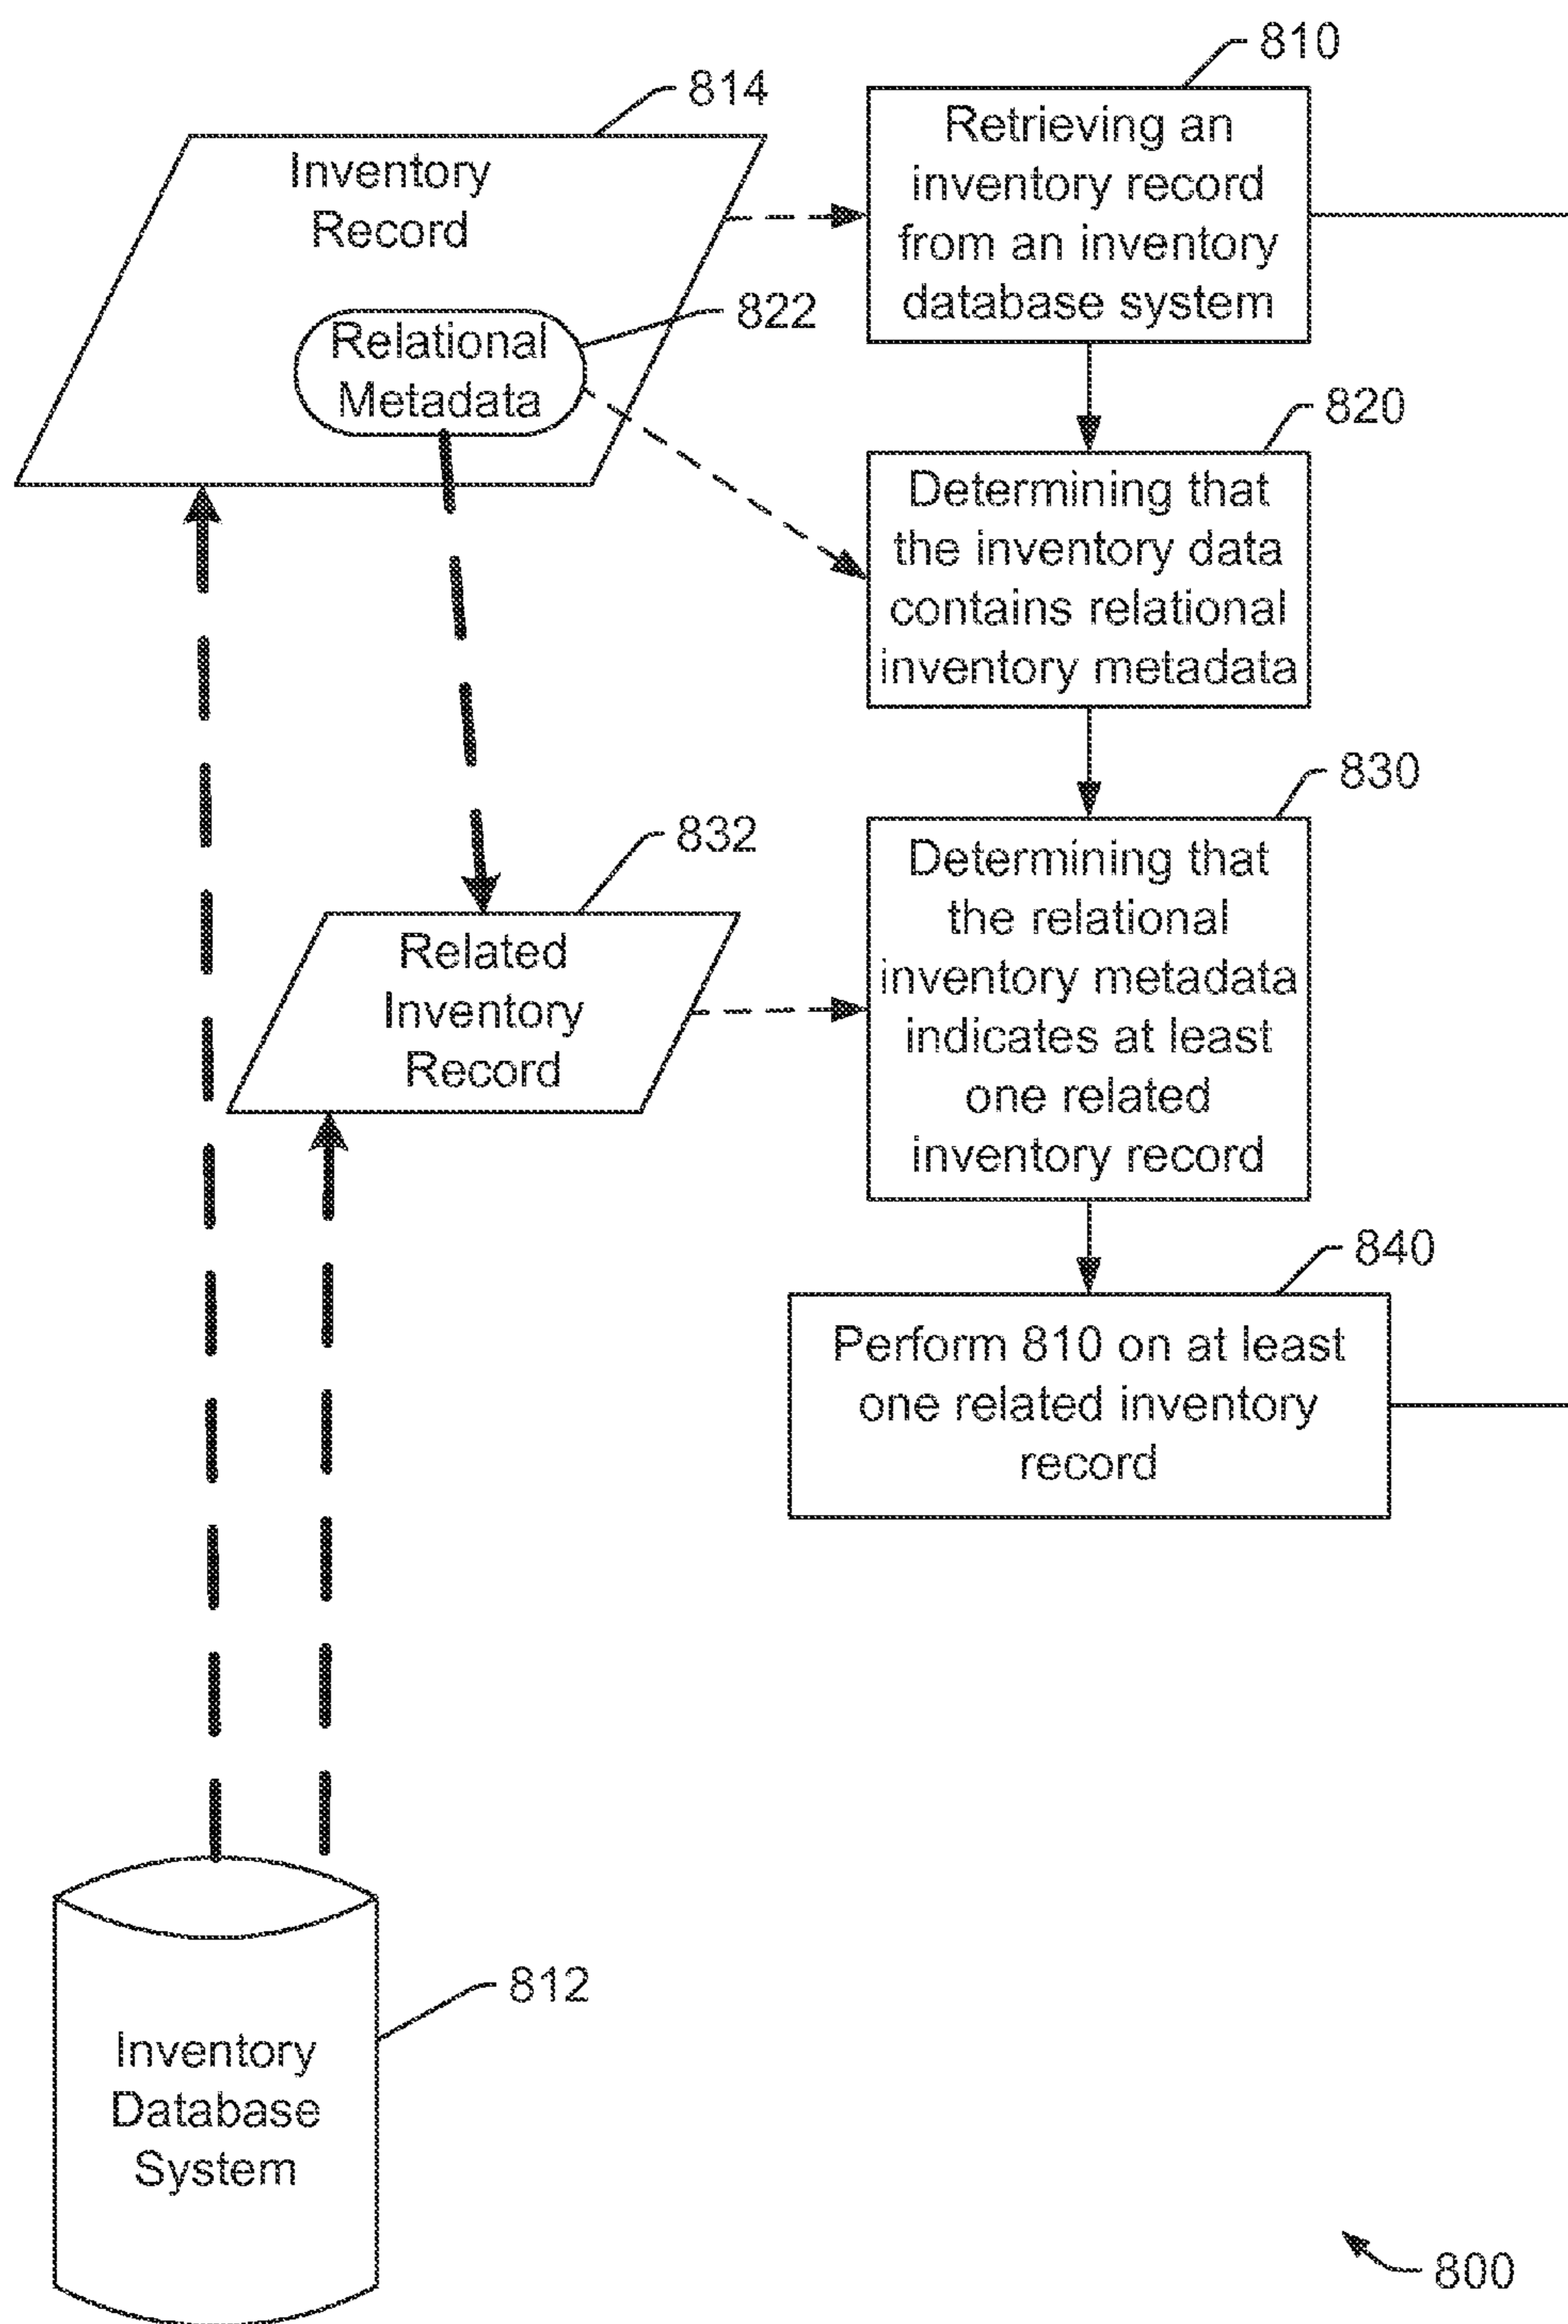 810
814
Inventory
Record
Retrieving an
inventory record
from an inventory
database system
822
Relational
Metadata
820
Determining that
the inventory data
contains relational
inventory metadata
830
832
Determining that
the relational
inventory metadata
indicates at least
one related
inventory record
Related
Inventory
Record
840
Perform 810 on at least
one related inventory
record
812
Inventory
Database
System
800